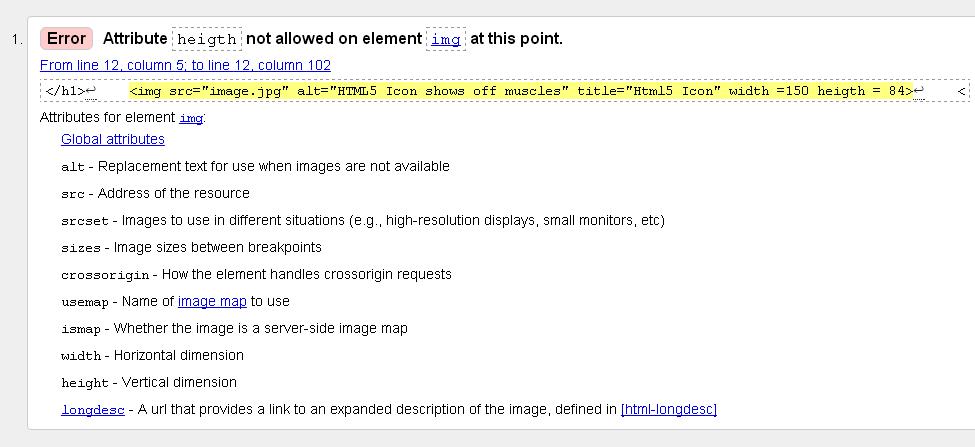 1. Error Attribute heigth not allowed on element img at this point.
From line 12, column 5; to line 12, column 102
</h1>↩ <img src="image.jpg" alt="HTML5 Icon shows off muscles" title="Html5 Icon" width =150 heigth = 84>↩ <
Attributes for element img:
Global attributes
alt - Replacement text for use when images are not available
src - Address of the resource
srcset - Images to use in different situations (e.g., high-resolution displays, small monitors, etc)
sizes - Image sizes between breakpoints
crossorigin - How the element handles crossorigin requests
usemap - Name of image map to use
ismap - Whether the image is a server-side image map
width - Horizontal dimension
height - Vertical dimension
longdesc - A url that provides a link to an expanded description of the image, defined in [html-longdesc]